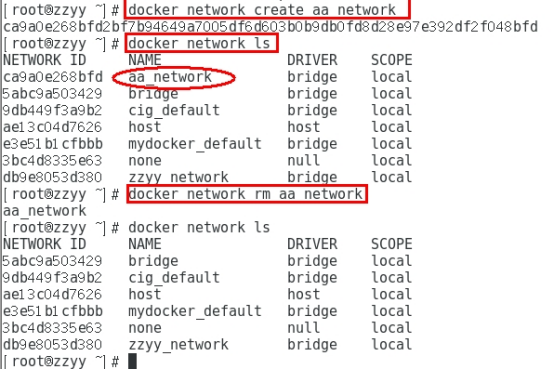 [root@zzyy ~]# docker network create aa_network
ca9a0e268bfd2bf7b94649a7005df6d603b0b9db0fd8d28e97e392df2f048bfd
[root@zzyy ~]# docker network ls
NETWORK ID NAME DRIVER SCOPE
ca9a0e268bfd aa_network bridge local
5abc9a503429 bridge bridge local
9db449f3a9b2 cig_default bridge local
ae13c04d7626 host host local
e3e51b1cfbbb mydocker_default bridge local
3bc4d8335e63 none null local
db9e8053d380 zzyy_network bridge local
[root@zzyy ~]# docker network rm aa_network
aa_network
[root@zzyy ~]# docker network ls
NETWORK ID NAME DRIVER SCOPE
5abc9a503429 bridge bridge local
9db449f3a9b2 cig_default bridge local
ae13c04d7626 host host local
e3e51b1cfbbb mydocker_default bridge local
3bc4d8335e63 none null local
db9e8053d380 zzyy_network bridge local
[root@zzyy ~]#